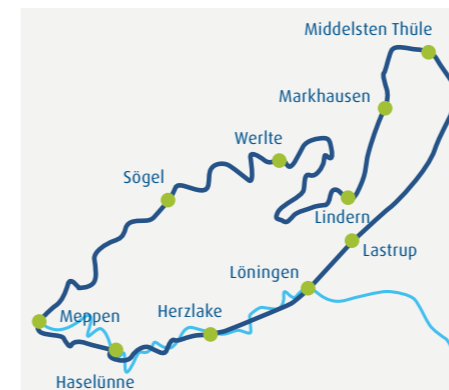 Middelsten Thüle
Markhausen
Werlte
Sögel
Lindern
Lastrup
Löningen
Meppen
Herzlake
Haselünne